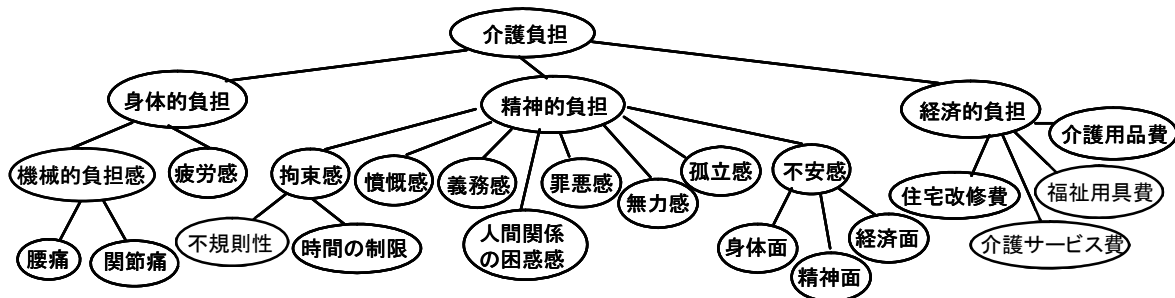 介護負担
身体的負担
精神的負担
経済的負担
介護用品費
機械的負担感
疲労感
拘束感
憤慨感
義務感
罪悪感
無力感
孤立感
不安感
住宅改修費
福祉用具費
腰痛
関節痛
不規則性
時間の制限
人間関係
の困惑感
身体面
精神面
経済面
介護サービス費